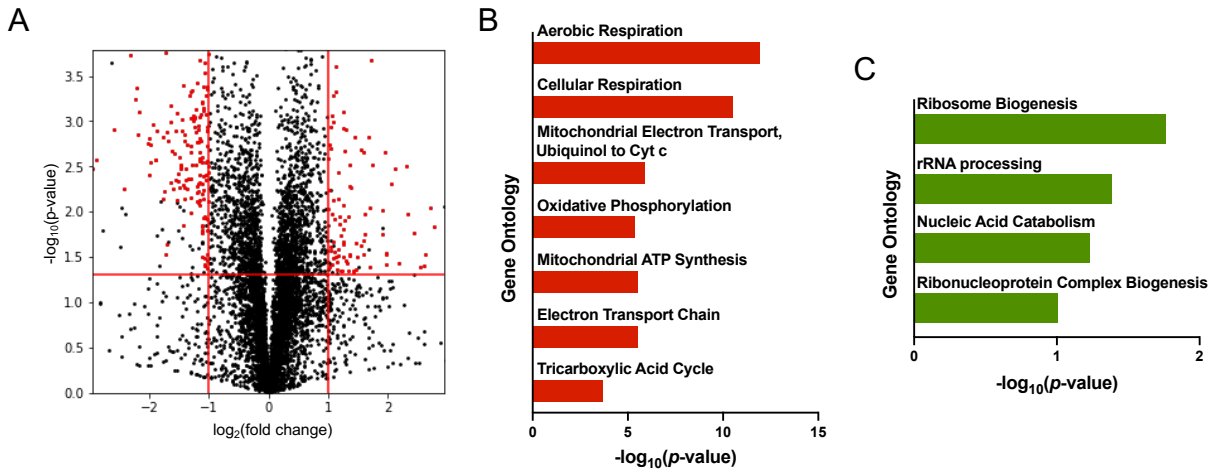 A
-log₁₀(p-value)
3.5
3.0
2.5
2.0
1.5
1.0
0.5
0.0
−2
−1
0
1
2
log₂(fold change)
B
Gene Ontology
Aerobic Respiration
Cellular Respiration
Mitochondrial Electron Transport,
Ubiquinol to Cyt c
Oxidative Phosphorylation
Mitochondrial ATP Synthesis
Electron Transport Chain
Tricarboxylic Acid Cycle
0
5
10
15
-log₁₀(p-value)
C
Gene Ontology
Ribosome Biogenesis
rRNA processing
Nucleic Acid Catabolism
Ribonucleoprotein Complex Biogenesis
0
1
2
-log₁₀(p-value)